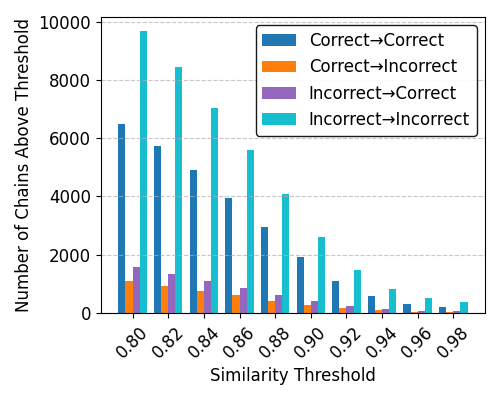 Number of Chains Above Threshold
10000
8000
6000
4000
2000
0
Correct→Correct
Correct→Incorrect
Incorrect→Correct
Incorrect→Incorrect
0.80
0.82
0.84
0.86
0.88
0.90
0.92
0.94
0.96
0.98
Similarity Threshold